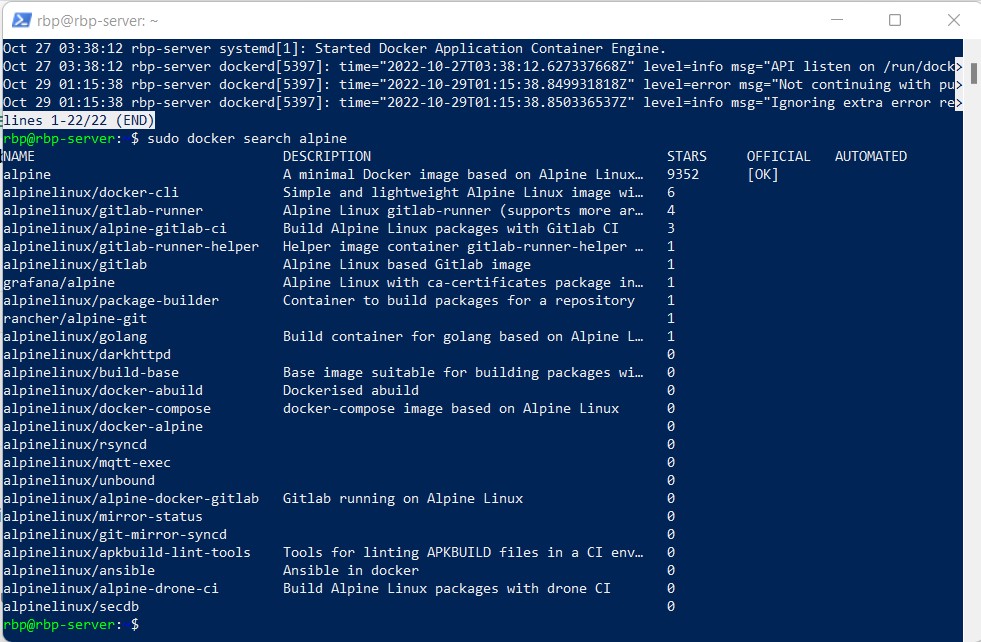 rbp@rbp-server: ~
Oct 27 03:38:12 rbp-server systemd[1]: Started Docker Application Container Engine.
Oct 27 03:38:12 rbp-server dockerd[5397]: time="2022-10-27T03:38:12.627337668Z" level=info msg="API listen on /run/dock>
Oct 29 01:15:38 rbp-server dockerd[5397]: time="2022-10-29T01:15:38.849931818Z" level=error msg="Not continuing with pu>
Oct 29 01:15:38 rbp-server dockerd[5397]: time="2022-10-29T01:15:38.850336537Z" level=info msg="Ignoring extra error re>
lines 1-22/22 (END)
rbp@rbp-server: $ sudo docker search alpine
NAME DESCRIPTION STARS OFFICIAL AUTOMATED
alpine A minimal Docker image based on Alpine Linux… 9352 [OK]
alpinelinux/docker-cli Simple and lightweight Alpine Linux image wi… 6
alpinelinux/gitlab-runner Alpine Linux gitlab-runner (supports more ar… 4
alpinelinux/alpine-gitlab-ci Build Alpine Linux packages with Gitlab CI 3
alpinelinux/gitlab-runner-helper Helper image container gitlab-runner-helper … 1
alpinelinux/gitlab Alpine Linux based Gitlab image 1
grafana/alpine Alpine Linux with ca-certificates package in… 1
alpinelinux/package-builder Container to build packages for a repository 1
rancher/alpine-git 1
alpinelinux/golang Build container for golang based on Alpine L… 1
alpinelinux/darkhttpd 0
alpinelinux/build-base Base image suitable for building packages wi… 0
alpinelinux/docker-abuild Dockerised abuild 0
alpinelinux/docker-compose docker-compose image based on Alpine Linux 0
alpinelinux/docker-alpine 0
alpinelinux/rsyncd 0
alpinelinux/mqtt-exec 0
alpinelinux/unbound 0
alpinelinux/alpine-docker-gitlab Gitlab running on Alpine Linux 0
alpinelinux/mirror-status 0
alpinelinux/git-mirror-syncd 0
alpinelinux/apkbuild-lint-tools Tools for linting APKBUILD files in a CI env… 0
alpinelinux/ansible Ansible in docker 0
alpinelinux/alpine-drone-ci Build Alpine Linux packages with drone CI 0
alpinelinux/secdb 0
rbp@rbp-server: $